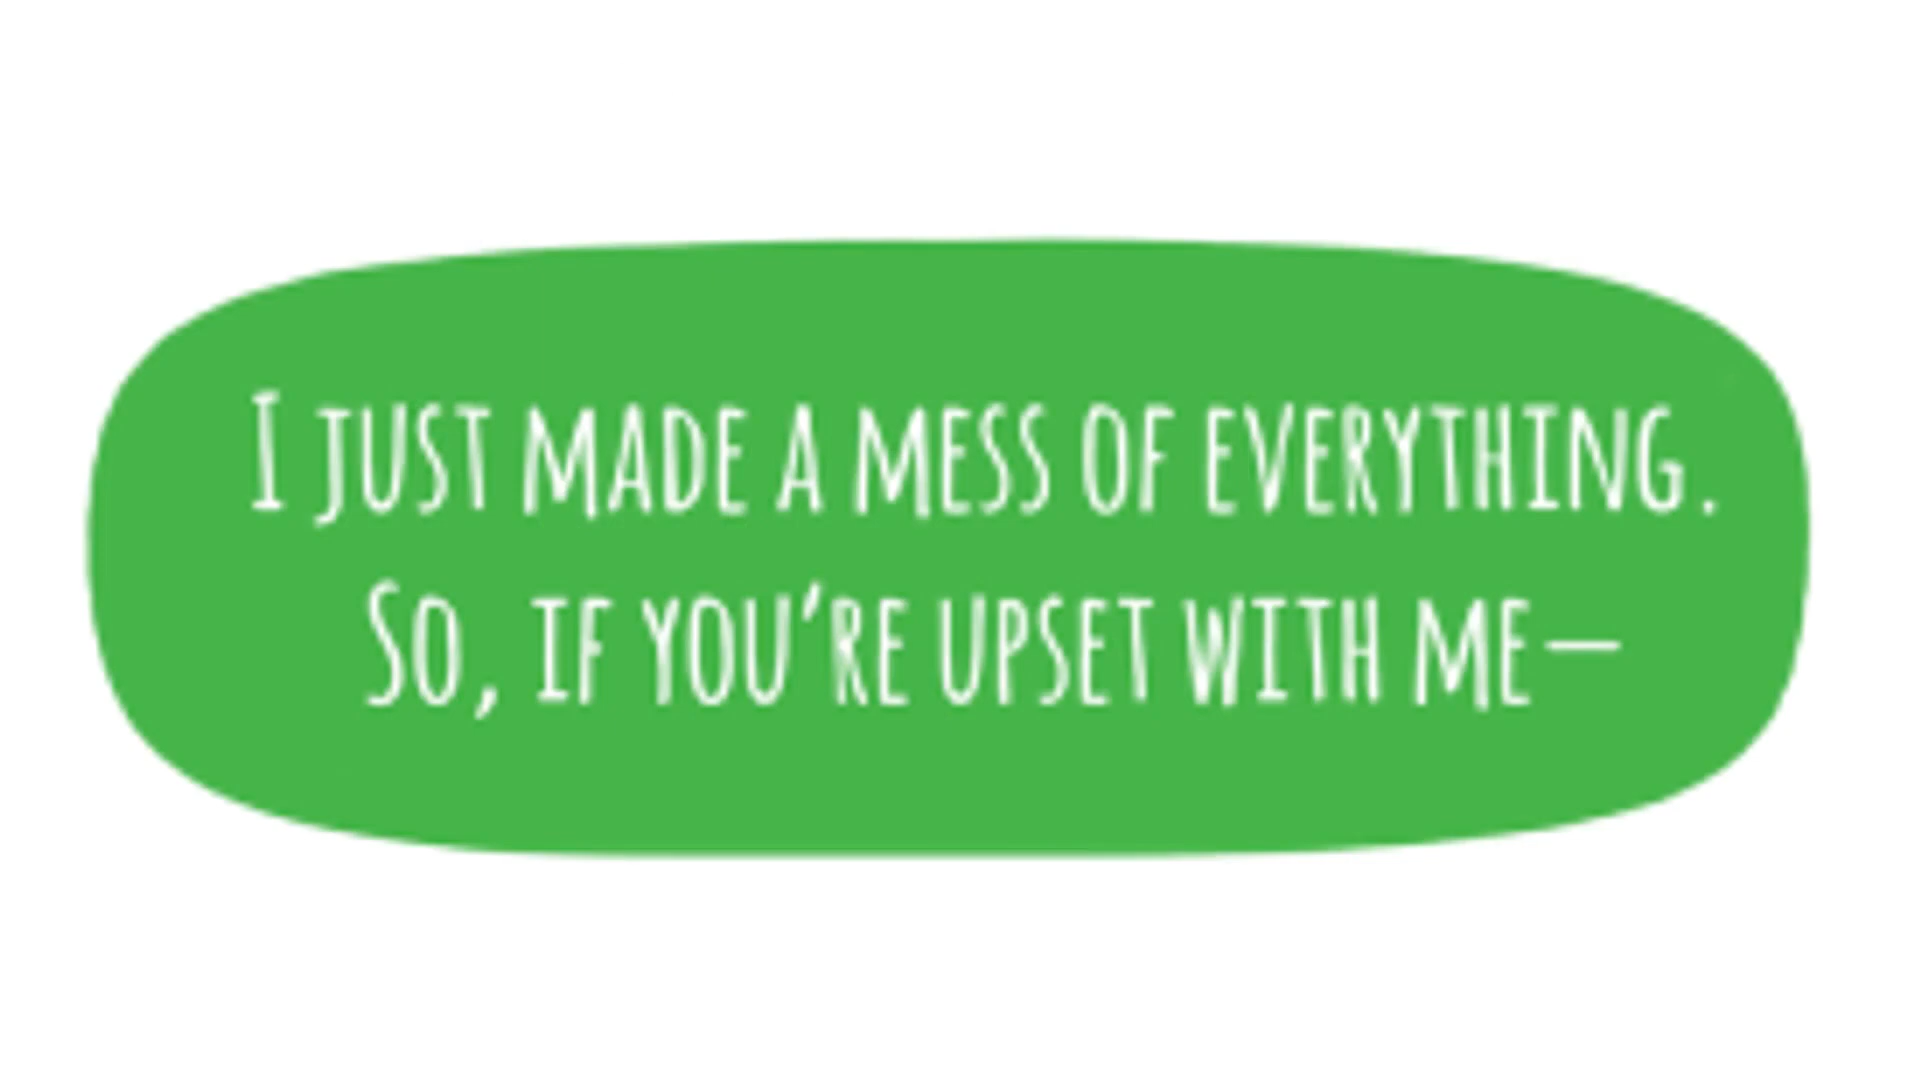 I just made a mess of everything.
So, if you’re upset with me—